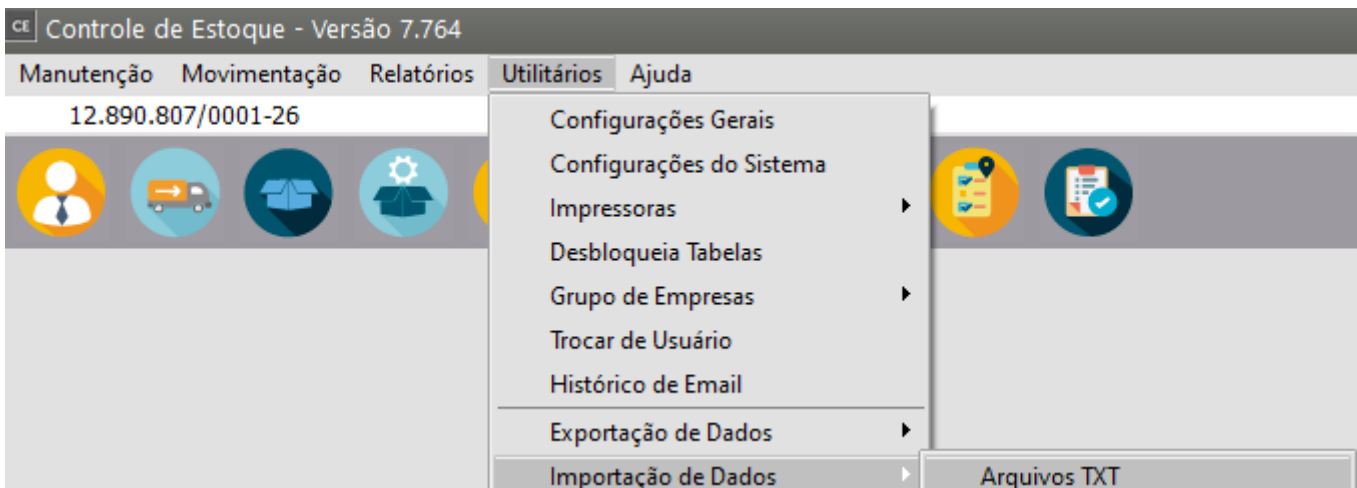 CE Controle de Estoque - Versão 7.764
Manutenção Movimentação Relatórios Utilitários Ajuda
12.890.807/0001-26
Configurações Gerais
Configurações do Sistema
Impressoras
Desbloqueia Tabelas
Grupo de Empresas
Trocar de Usuário
Histórico de Email
Exportação de Dados
Importação de Dados Arquivos TXT